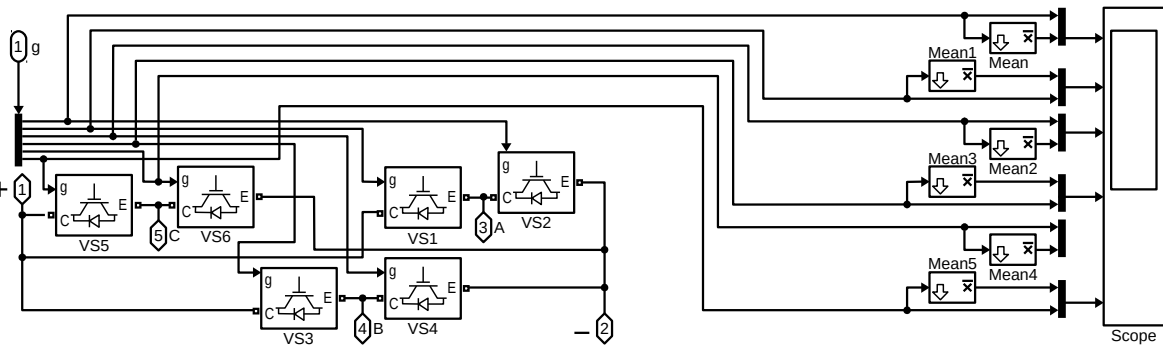 1 g
Mean
Mean1
Mean2
Mean3
Mean4
Mean5
Scope
x
x
x
x
x
x
+ 1
g
C
E
VS5
5 C
g
C
E
VS6
g
C
E
VS1
3 A
g
C
E
VS2
g
C
E
VS3
4 B
g
C
E
VS4
− 2